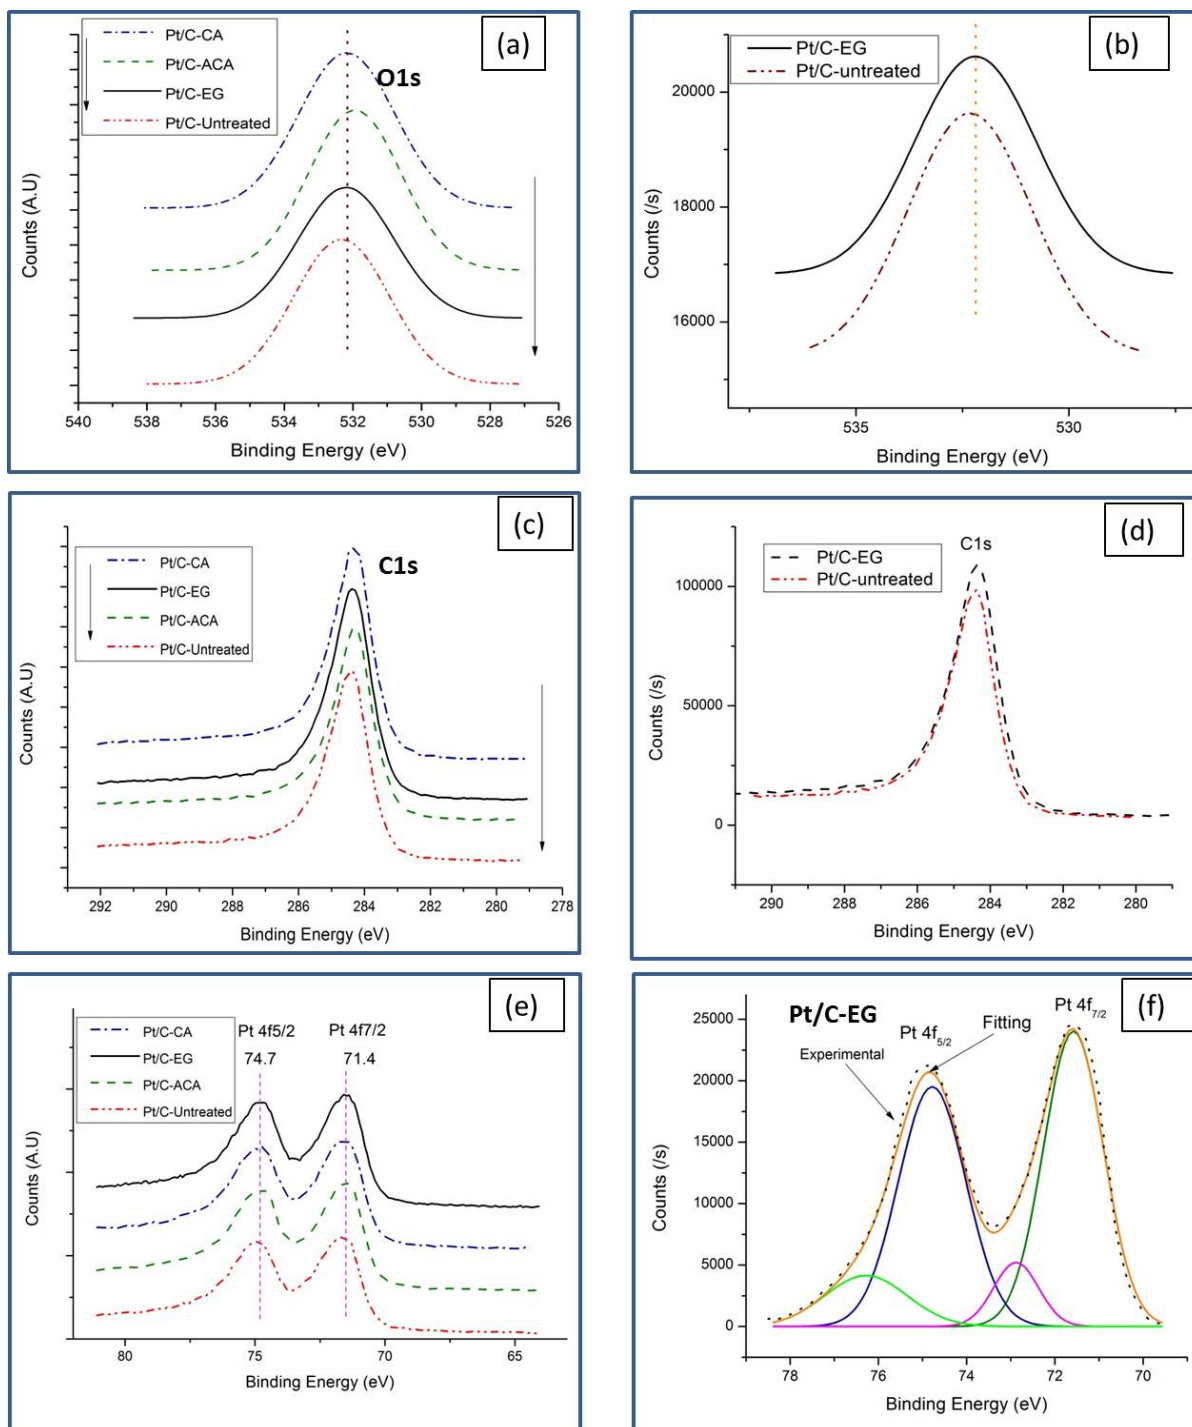 Pt/C-CA
Pt/C-ACA
Pt/C-EG
Pt/C-Untreated
(a)
O1s
Counts (A.U)
540 538 536 534 532 530 528 526
Binding Energy (eV)
Pt/C-EG
Pt/C-untreated
(b)
20000
18000
16000
Counts (/s)
535 530
Binding Energy (eV)
Pt/C-CA
Pt/C-EG
Pt/C-ACA
Pt/C-Untreated
(c)
C1s
Counts (A.U)
292 290 288 286 284 282 280 278
Binding Energy (eV)
Pt/C-EG
Pt/C-untreated
(d)
C1s
100000
50000
0
Counts (/s)
290 288 286 284 282 280
Binding Energy (eV)
Pt/C-CA
Pt/C-EG
Pt/C-ACA
Pt/C-Untreated
(e)
Pt 4f5/2 Pt 4f7/2
74.7 71.4
Counts (A.U)
80 75 70 65
Binding Energy (eV)
(f)
Pt/C-EG
Pt 4f5/2
Fitting
Pt 4f7/2
Experimental
25000
20000
15000
10000
5000
0
Counts (/s)
78 76 74 72 70
Binding Energy (eV)